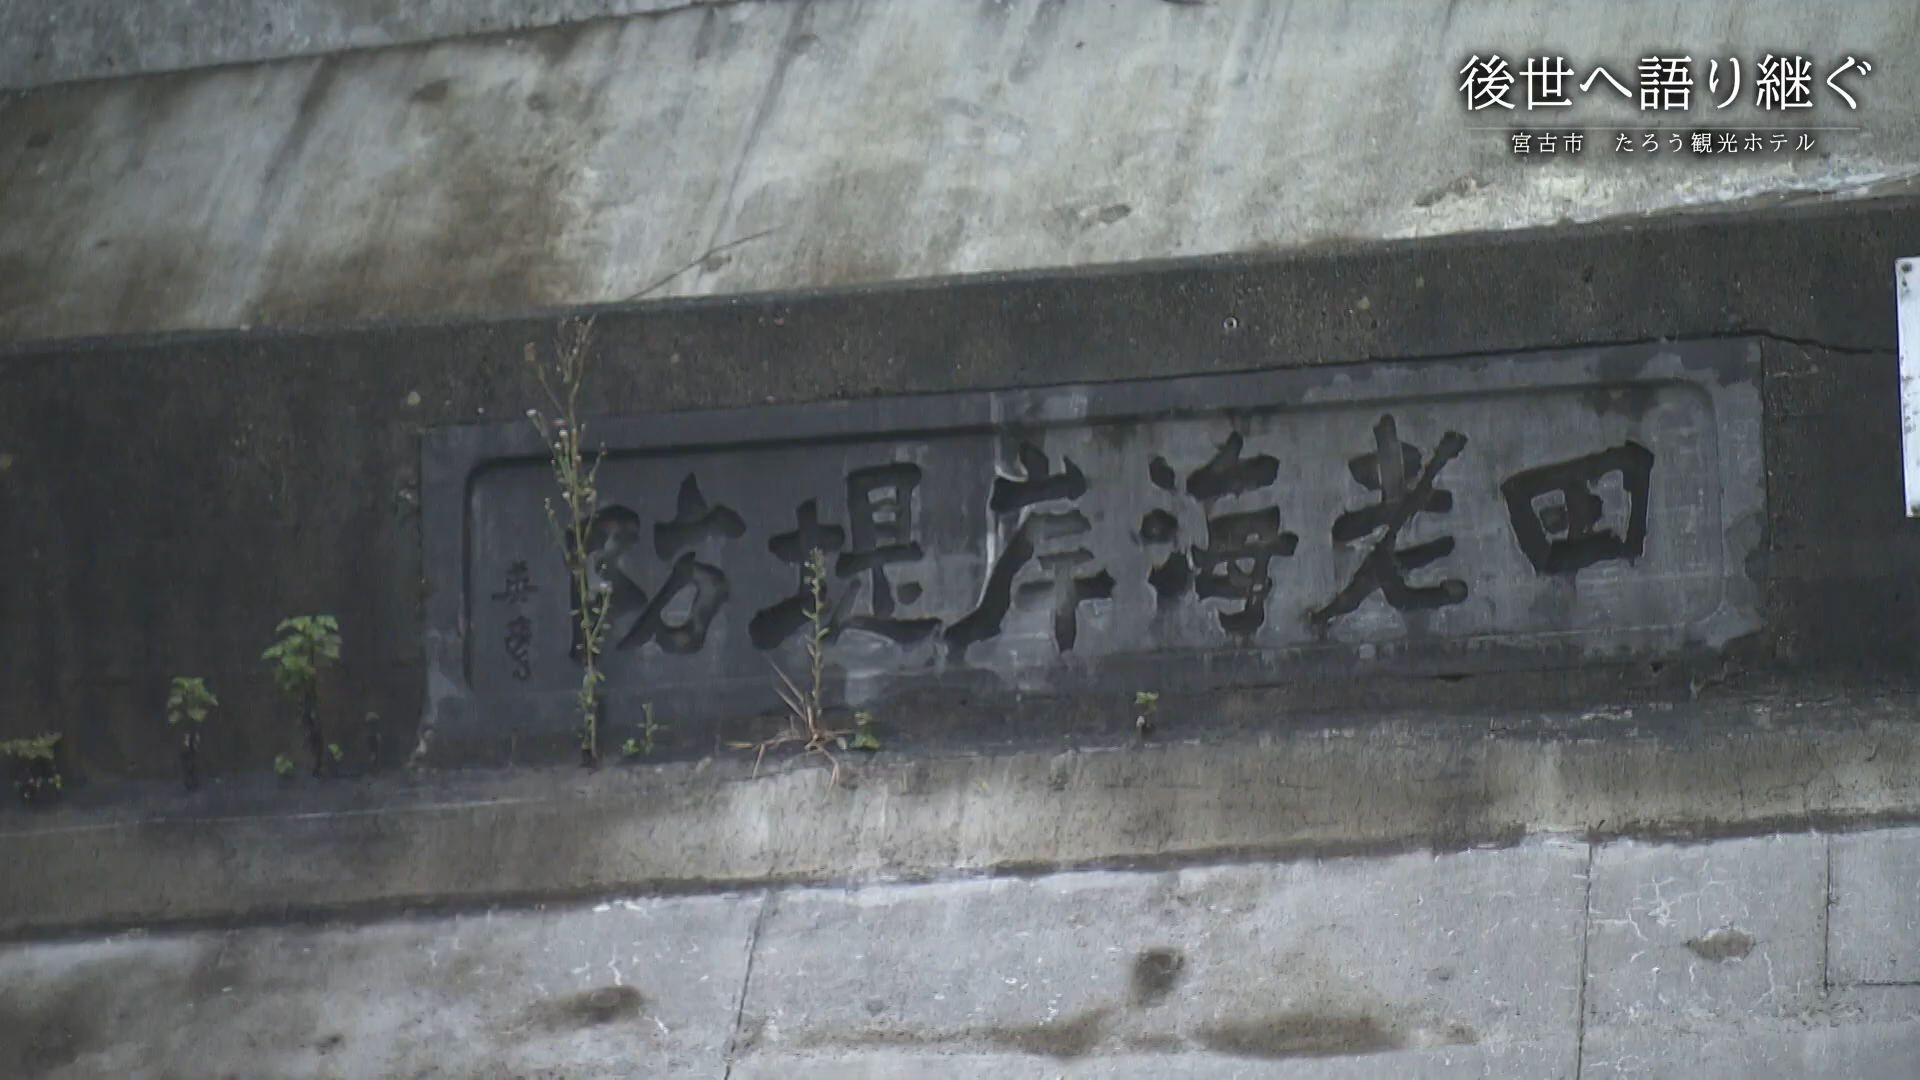 後世へ語り継ぐ
宮古市　たろう観光ホテル
田老海岸堤防